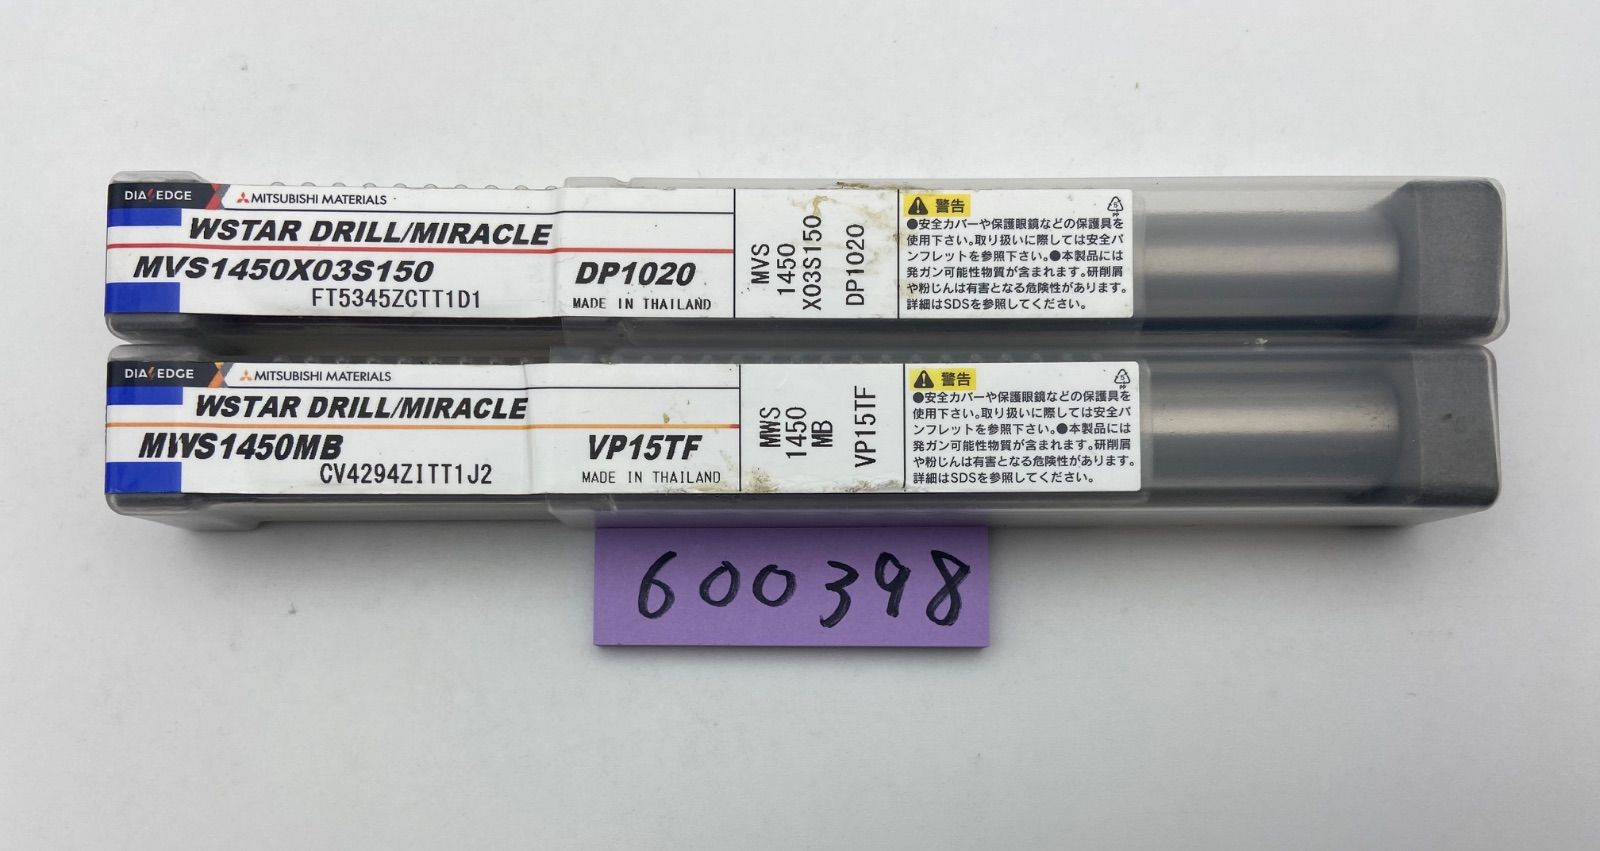 DIAEDGE MITSUBISHI MATERIALS
WSTAR DRILL/MIRACLE
MVS1450X03S150 DP1020
FT5345ZCTT1D1 MADE IN THAILAND
MVS
1450
X03S150
DP1020
警告
●安全カバーや保護眼鏡などの保護具を
使用下さい。取り扱いに際しては安全パ
ンフレットを参照下さい。●本製品には
発ガン可能性物質が含まれます。研削屑
や粉じんは有害となる危険性があります。
詳細はSDSを参照してください。
5
PP
DIAEDGE MITSUBISHI MATERIALS
WSTAR DRILL/MIRACLE
MWS1450MB VP15TF
CV4294ZITT1J2 MADE IN THAILAND
MWS
1450
MB
VP15TF
警告
●安全カバーや保護眼鏡などの保護具を
使用下さい。取り扱いに際しては安全パ
ンフレットを参照下さい。●本製品には
発ガン可能性物質が含まれます。研削屑
や粉じんは有害となる危険性があります。
詳細はSDSを参照してください。
5
PP
600398